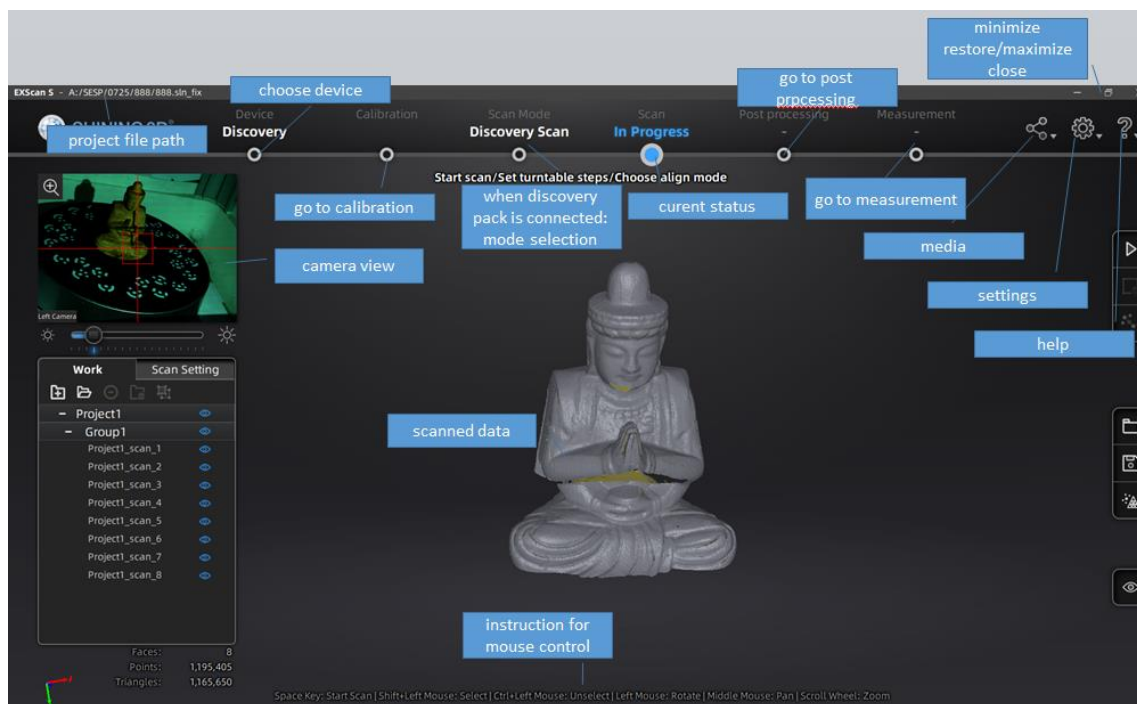 minimize
restore/maximize
close
EXScan S - A:/SESP/0725/888/888.sln_fix
choose device
go to post
prpcessing
Device
Calibration
Scan Mode
Scan
Post processing
Measurement
project file path
Discovery
Discovery Scan
In Progress
-
-
Start scan/Set turntable steps/Choose align mode
go to calibration
when discovery
pack is connected:
mode selection
curent status
go to measurement
media
camera view
settings
Left Camera
help
Work
Scan Setting
Project1
Group1
Project1_scan_1
Project1_scan_2
Project1_scan_3
Project1_scan_4
Project1_scan_5
Project1_scan_6
Project1_scan_7
Project1_scan_8
scanned data
instruction for
mouse control
Faces: 8
Points: 1,195,405
Triangles: 1,165,650
Space Key: Start Scan | Shift+Left Mouse: Select | Ctrl+Left Mouse: Unselect | Left Mouse: Rotate | Middle Mouse: Pan | Scroll Wheel: Zoom